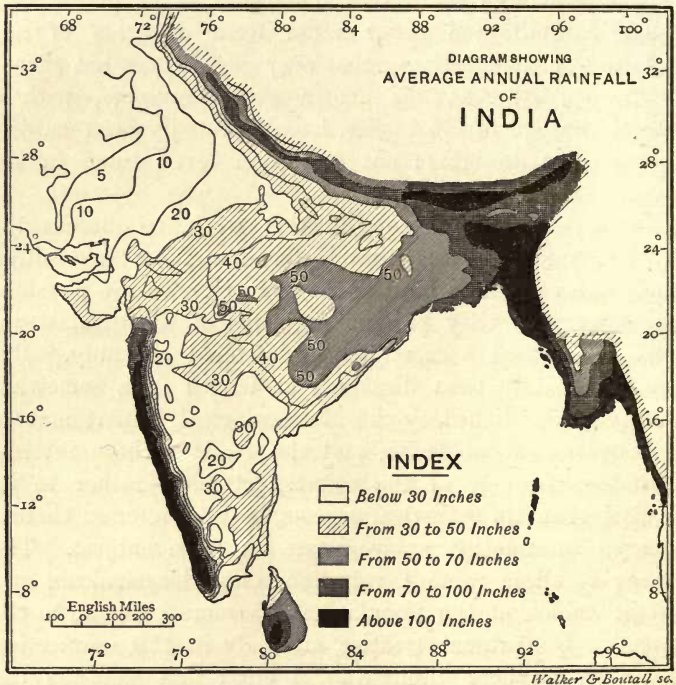 68° 72° 76° 80° 84° 88° 92° 96° 100°
DIAGRAM SHOWING
AVERAGE ANNUAL RAINFALL
OF
INDIA
32° 32°
28° 28°
5 10
10 20
24° 24°
30
40
50 50
30 50 50
20° 20°
20 40 50
30 50
16° 16°
30
20
30
12° 12°
8° 8°
INDEX
Below 30 Inches
From 30 to 50 Inches
From 50 to 70 Inches
From 70 to 100 Inches
Above 100 Inches
English Miles
100 0 100 200 300
72° 76° 80 84° 88° 92° 96°
Walker & Boutall sc.